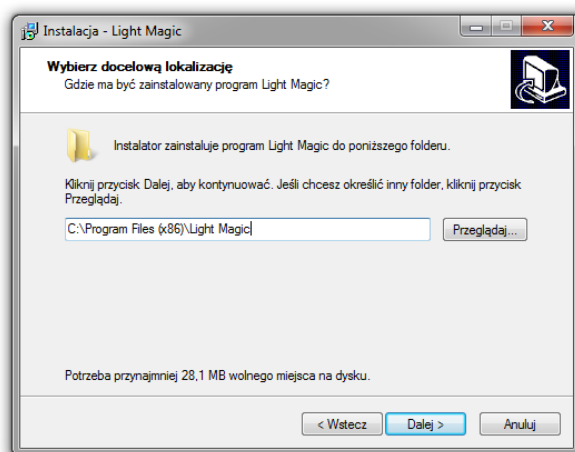 Instalacja - Light Magic
Wybierz docelową lokalizację
Gdzie ma być zainstalowany program Light Magic?
Instalator zainstaluje program Light Magic do poniższego folderu.
Kliknij przycisk Dalej, aby kontynuować. Jeśli chcesz określić inny folder, kliknij przycisk
Przeglądaj.
C:\Program Files (x86)\Light Magic
Przeglądaj...
Potrzeba przynajmniej 28,1 MB wolnego miejsca na dysku.
< Wstecz
Dalej >
Anuluj